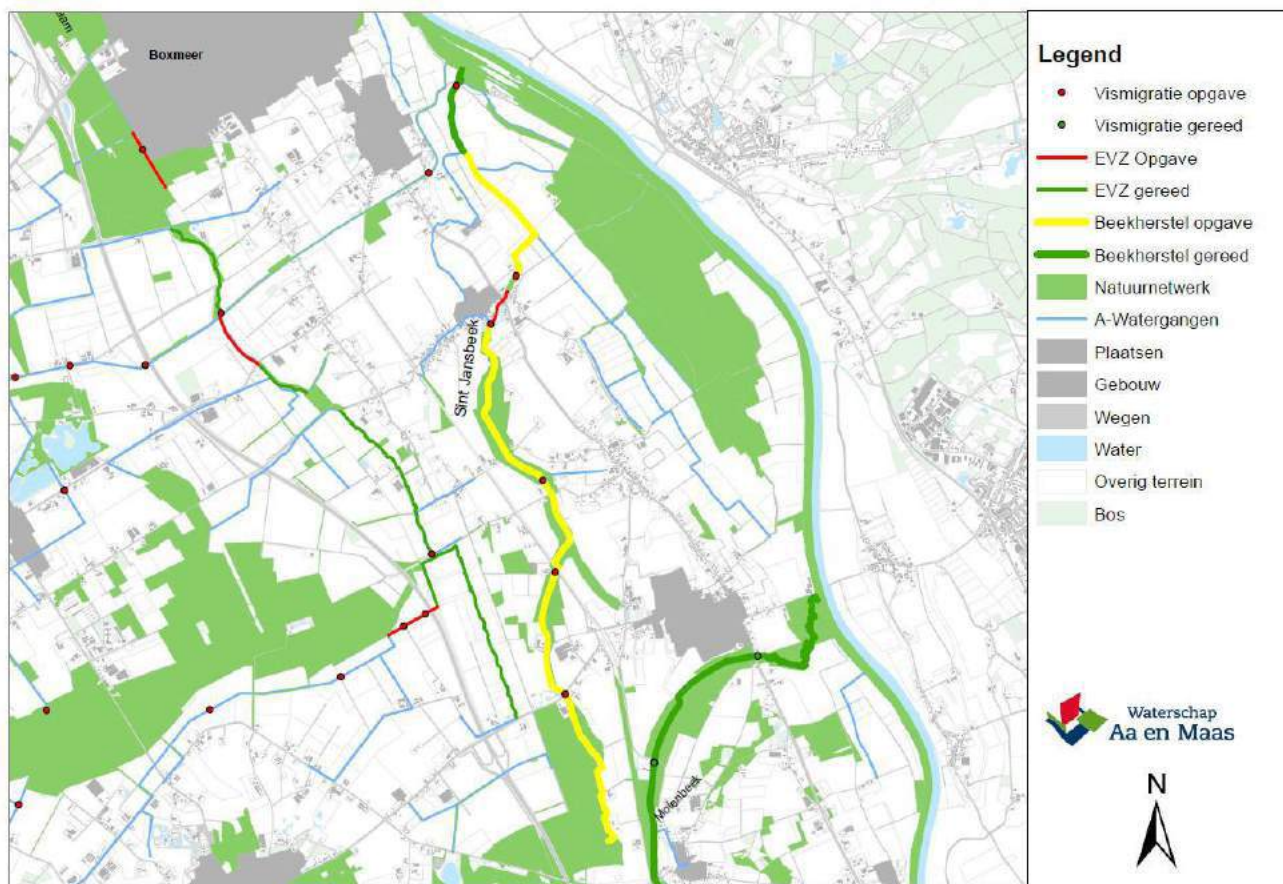 Boxmeer
Sint Jansbeek
Molenbeek
Legend
Vismigratie opgave
Vismigratie gereed
EVZ Opgave
EVZ gereed
Beekherstel opgave
Beekherstel gereed
Natuurnetwerk
A-Watergangen
Plaatsen
Gebouw
Wegen
Water
Overig terrein
Bos
Waterschap
Aa en Maas
N